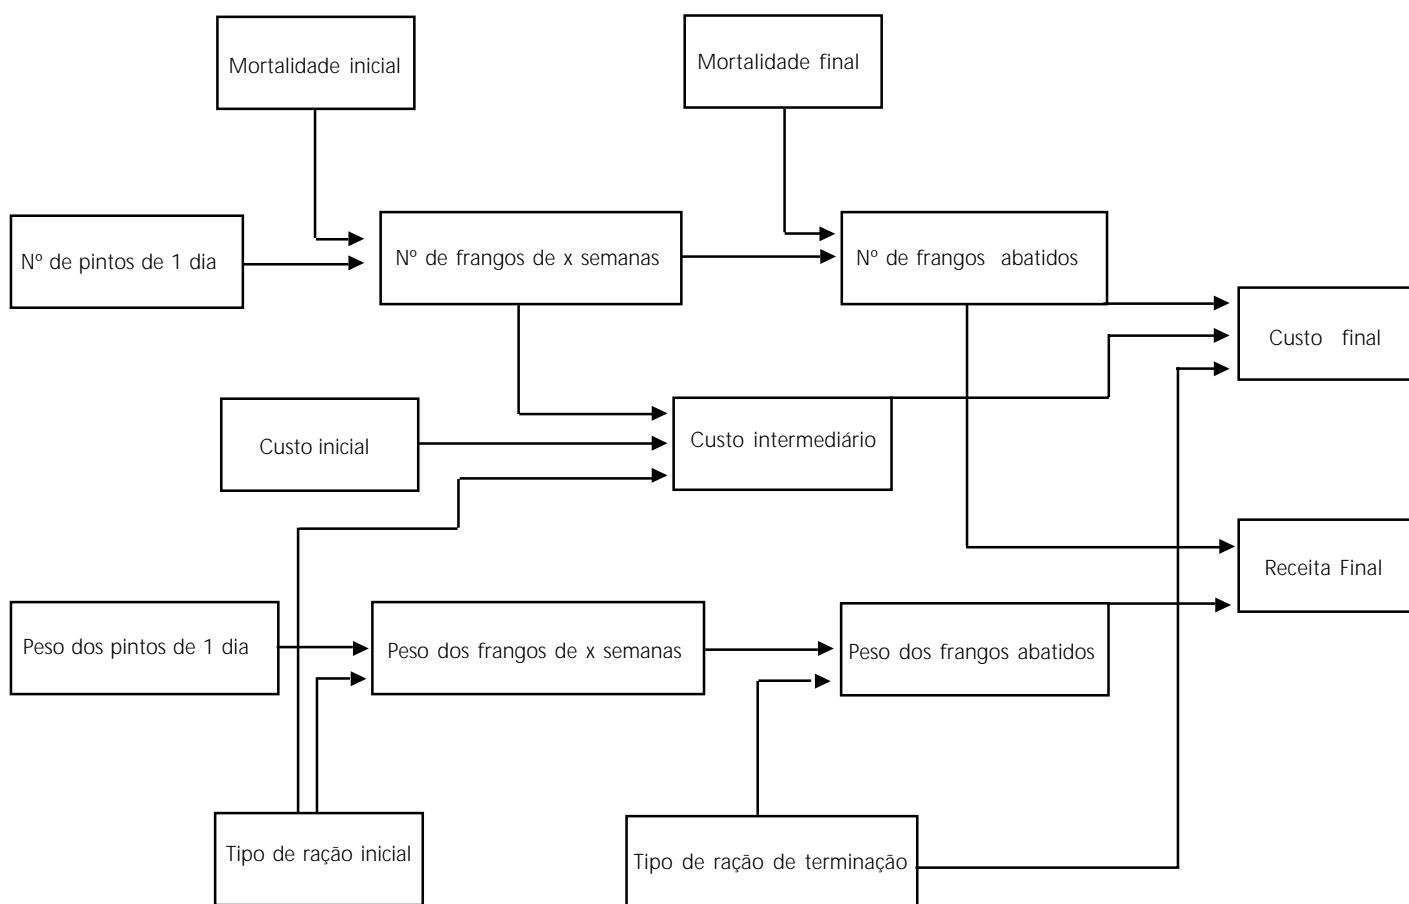 Mortalidade inicial
Mortalidade final
Nº de pintos de 1 dia
Nº de frangos de x semanas
Nº de frangos abatidos
Custo final
Custo inicial
Custo intermediário
Receita Final
Peso dos pintos de 1 dia
Peso dos frangos de x semanas
Peso dos frangos abatidos
Tipo de ração inicial
Tipo de ração de terminação